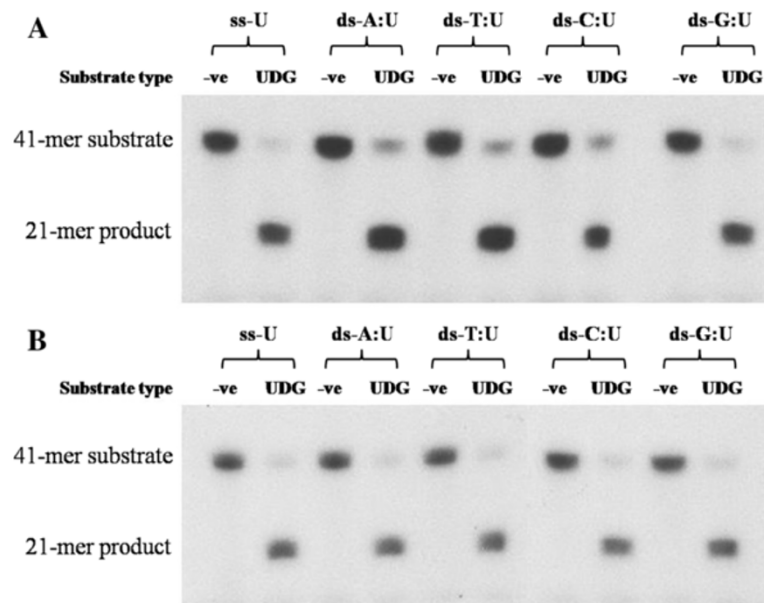 A
ss-U ds-A:U ds-T:U ds-C:U ds-G:U
Substrate type -ve UDG -ve UDG -ve UDG -ve UDG -ve UDG
41-mer substrate
21-mer product
B
ss-U ds-A:U ds-T:U ds-C:U ds-G:U
Substrate type -ve UDG -ve UDG -ve UDG -ve UDG -ve UDG
41-mer substrate
21-mer product